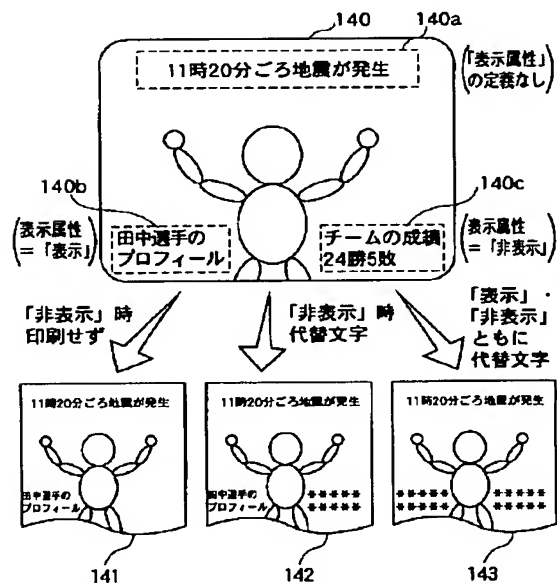 140
140a
11時20分ごろ地震が発生
(「表示属性」
の定義なし)
140b
140c
(表示属性
=「表示」)
田中選手の
プロフィール
チームの成績
24勝5敗
(表示属性
=「非表示」)
「非表示」時
印刷せず
「非表示」時
代替文字
「表示」・
「非表示」
ともに
代替文字
11時20分ごろ地震が発生
田中選手の
プロフィール
11時20分ごろ地震が発生
田中選手の
プロフィール
*****
*****
11時20分ごろ地震が発生
*****
*****
*****
*****
141
142
143